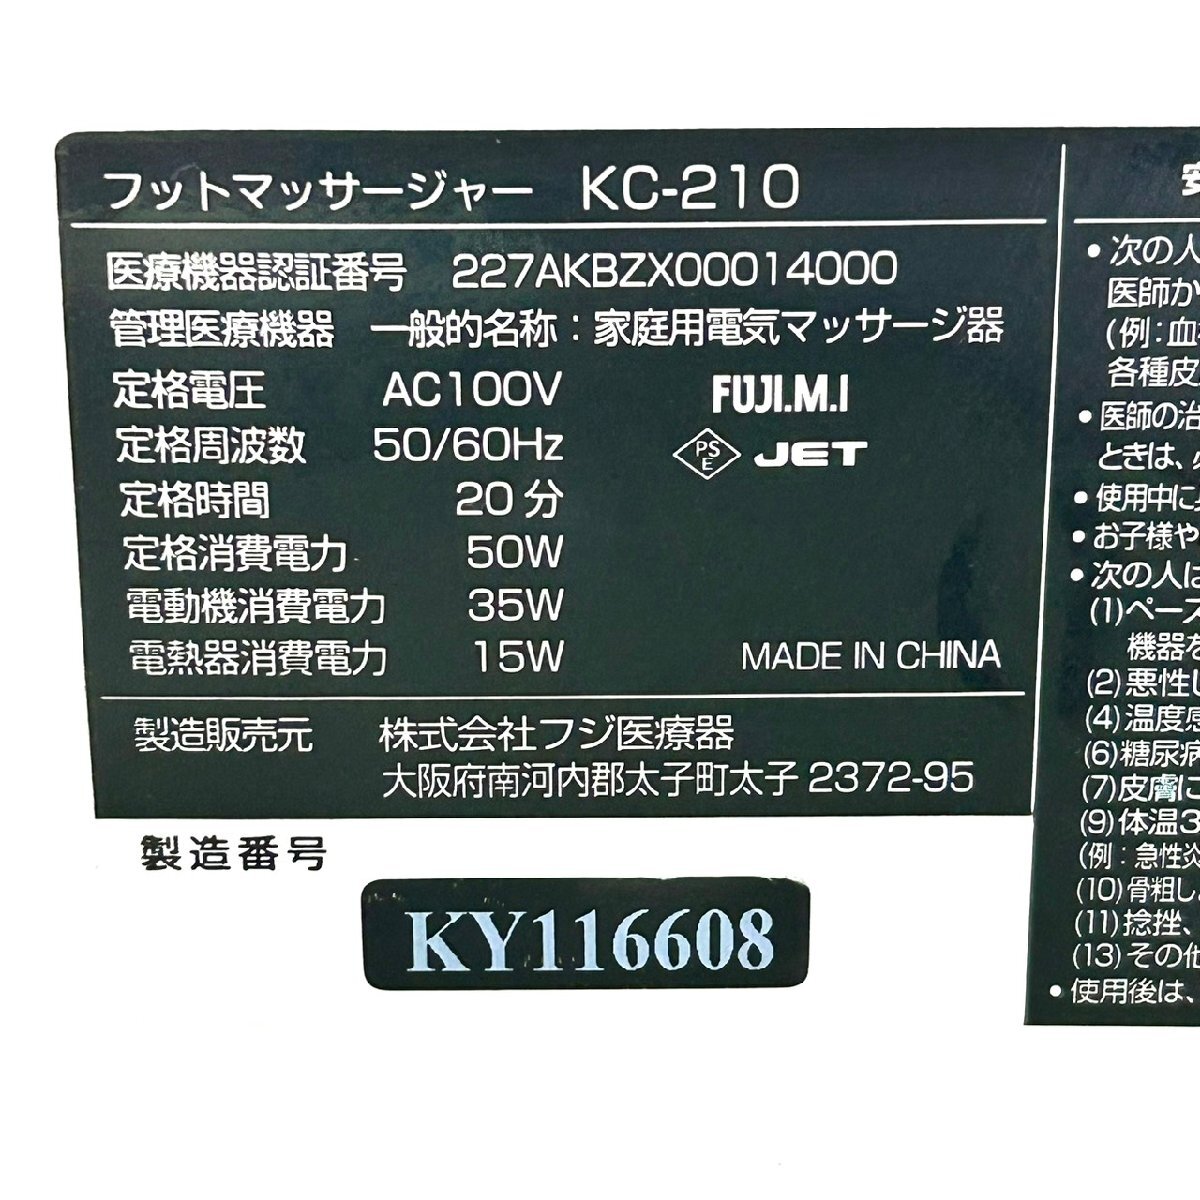 フットマッサージャー KC-210
医療機器認証番号 227AKBZX00014000
管理医療機器 一般的名称：家庭用電気マッサージ器
定格電圧 AC100V
定格周波数 50/60Hz
定格時間 20 分
定格消費電力 50W
電動機消費電力 35W
電熱器消費電力 15W
FUJI.M.I
PSE JET
MADE IN CHINA
製造販売元 株式会社フジ医療器
大阪府南河内郡太子町太子 2372-95
製造番号
KY116608
安
• 次の人
医師か
(例：血
各種皮
• 医師の治
ときは、
• 使用中に
• お子様や
• 次の人は
(1)ペース
機器を
(2)悪性し
(4)温度感
(6)糖尿病
(7)皮膚に
(9)体温3
(例：急性炎
(10)骨粗し
(11)捻挫、
(13)その他
• 使用後は、